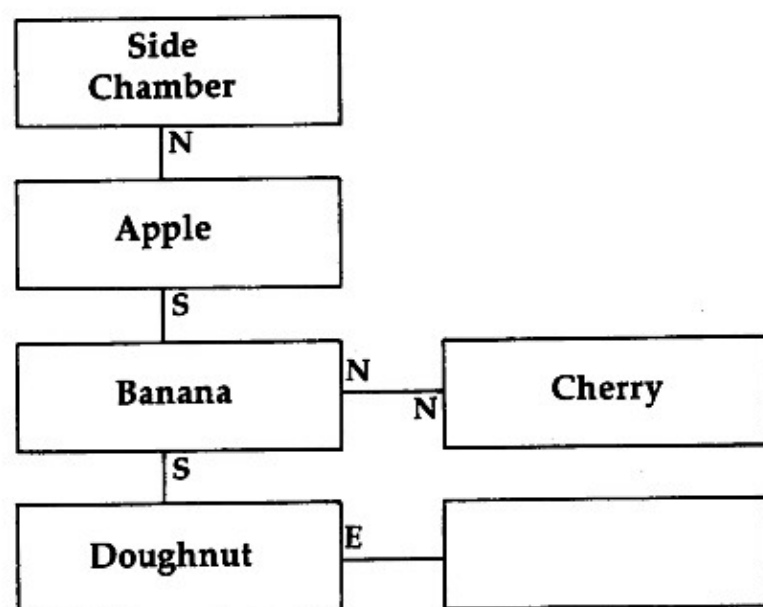 Side
Chamber
N
Apple
S
Banana
N
N
Cherry
S
Doughnut
E